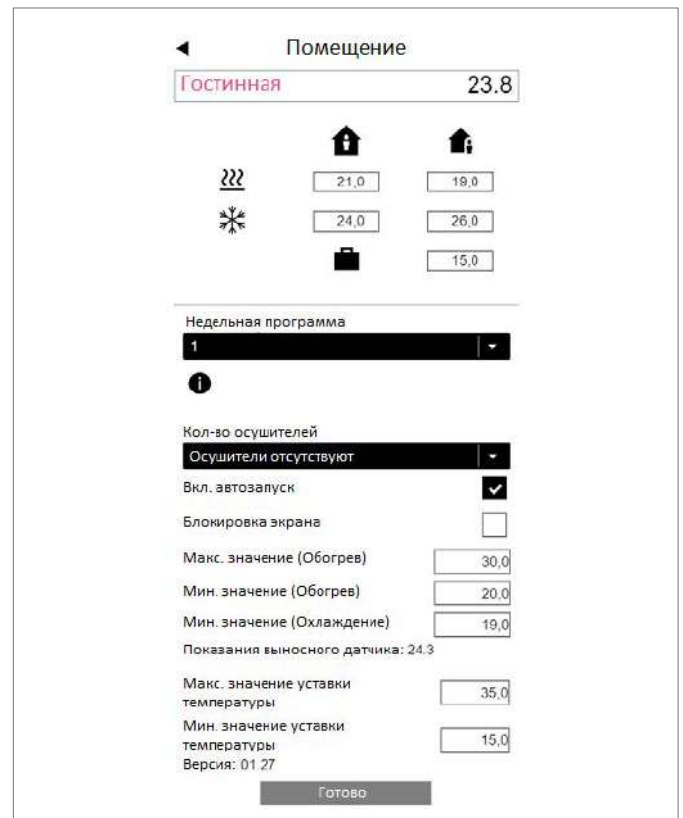 Помещение
Гостинная 23.8
21,0 19,0
24,0 26,0
15,0
Недельная программа
1
Кол-во осушителей
Осушители отсутствуют
Вкл. автозапуск
Блокировка экрана
Макс. значение (Обогрев) 30,0
Мин. значение (Обогрев) 20,0
Мин. значение (Охлаждение) 19,0
Показания выносного датчика: 24.3
Макс. значение уставки
температуры 35,0
Мин. значение уставки
температуры 15,0
Версия: 01 27
Готово